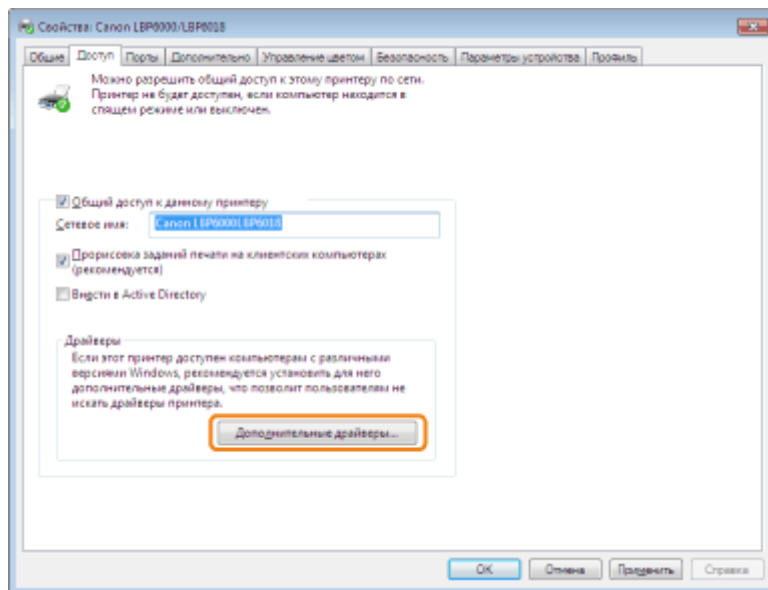 Свойства: Canon LBP6000/LBP6018
Общие Доступ Порты Дополнительно Управление цветом Безопасность Параметры устройства Профиль
Можно разрешить общий доступ к этому принтеру по сети.
Принтер не будет доступен, если компьютер находится в
спящем режиме или выключен.
Общий доступ к данному принтеру
Сетевое имя: Canon LBP6000LBP6018
Прорисовка заданий печати на клиентских компьютерах
(рекомендуется)
Внести в Active Directory
Драйверы
Если этот принтер доступен компьютерам с различными
версиями Windows, рекомендуется установить для него
дополнительные драйверы, что позволит пользователям не
искать драйверы принтера.
Дополнительные драйверы...
OK Отмена Применить Справка